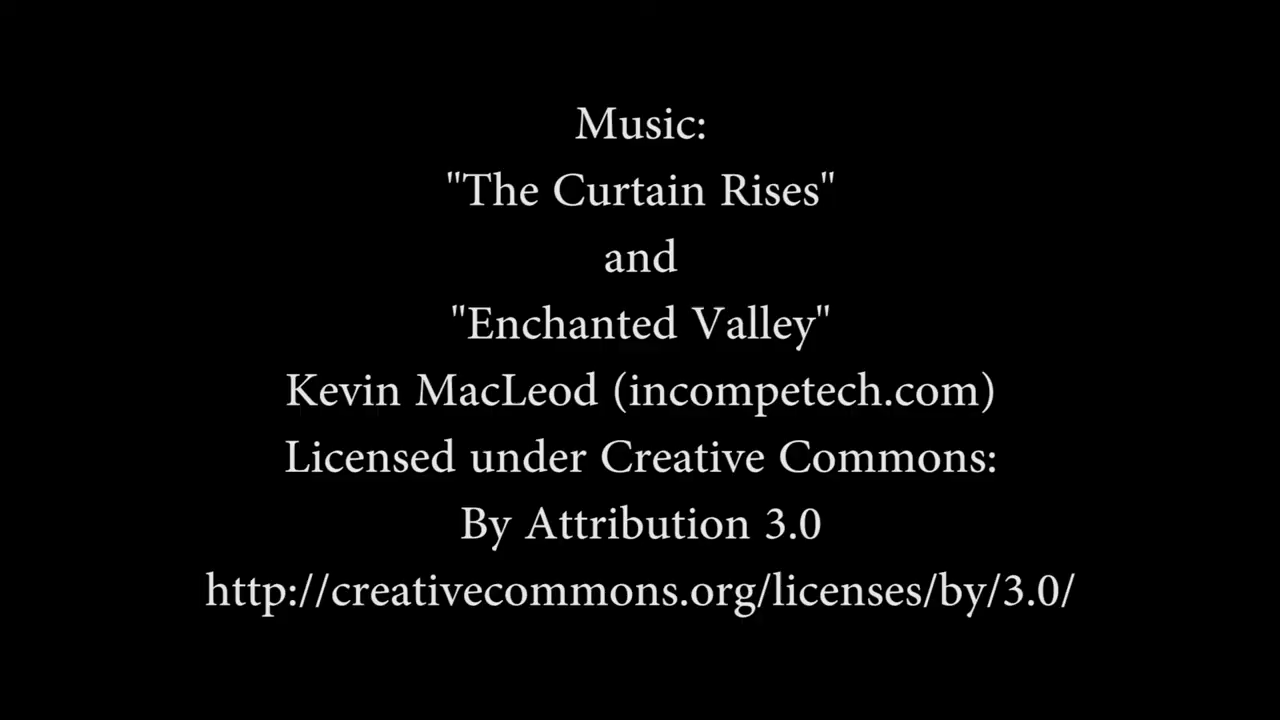 Music:
"The Curtain Rises"
and
"Enchanted Valley"
Kevin MacLeod (incompetech.com)
Licensed under Creative Commons:
By Attribution 3.0
http://creativecommons.org/licenses/by/3.0/